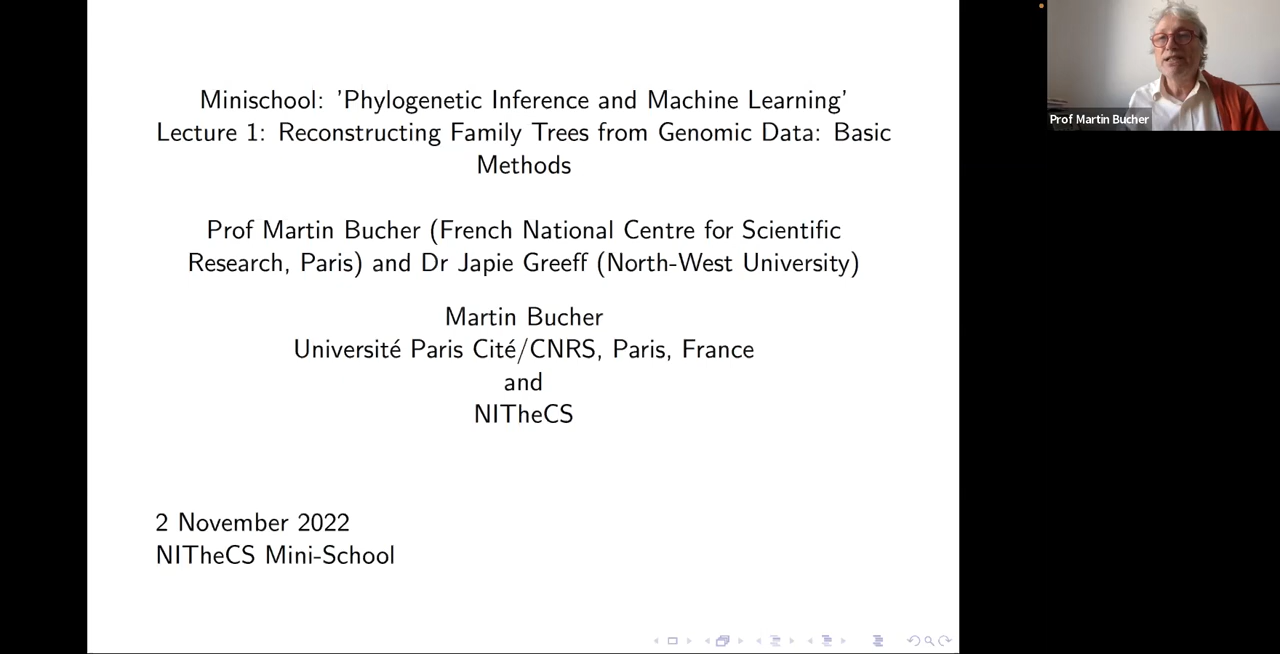 Minischool: 'Phylogenetic Inference and Machine Learning'
Lecture 1: Reconstructing Family Trees from Genomic Data: Basic
Methods
Prof Martin Bucher (French National Centre for Scientific
Research, Paris) and Dr Japie Greeff (North-West University)
Martin Bucher
Université Paris Cité/CNRS, Paris, France
and
NITheCS
2 November 2022
NITheCS Mini-School
Prof Martin Bucher